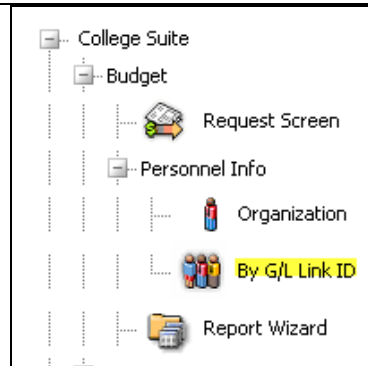 College Suite
Budget
Request Screen
Personnel Info
Organization
By G/L Link ID
Report Wizard